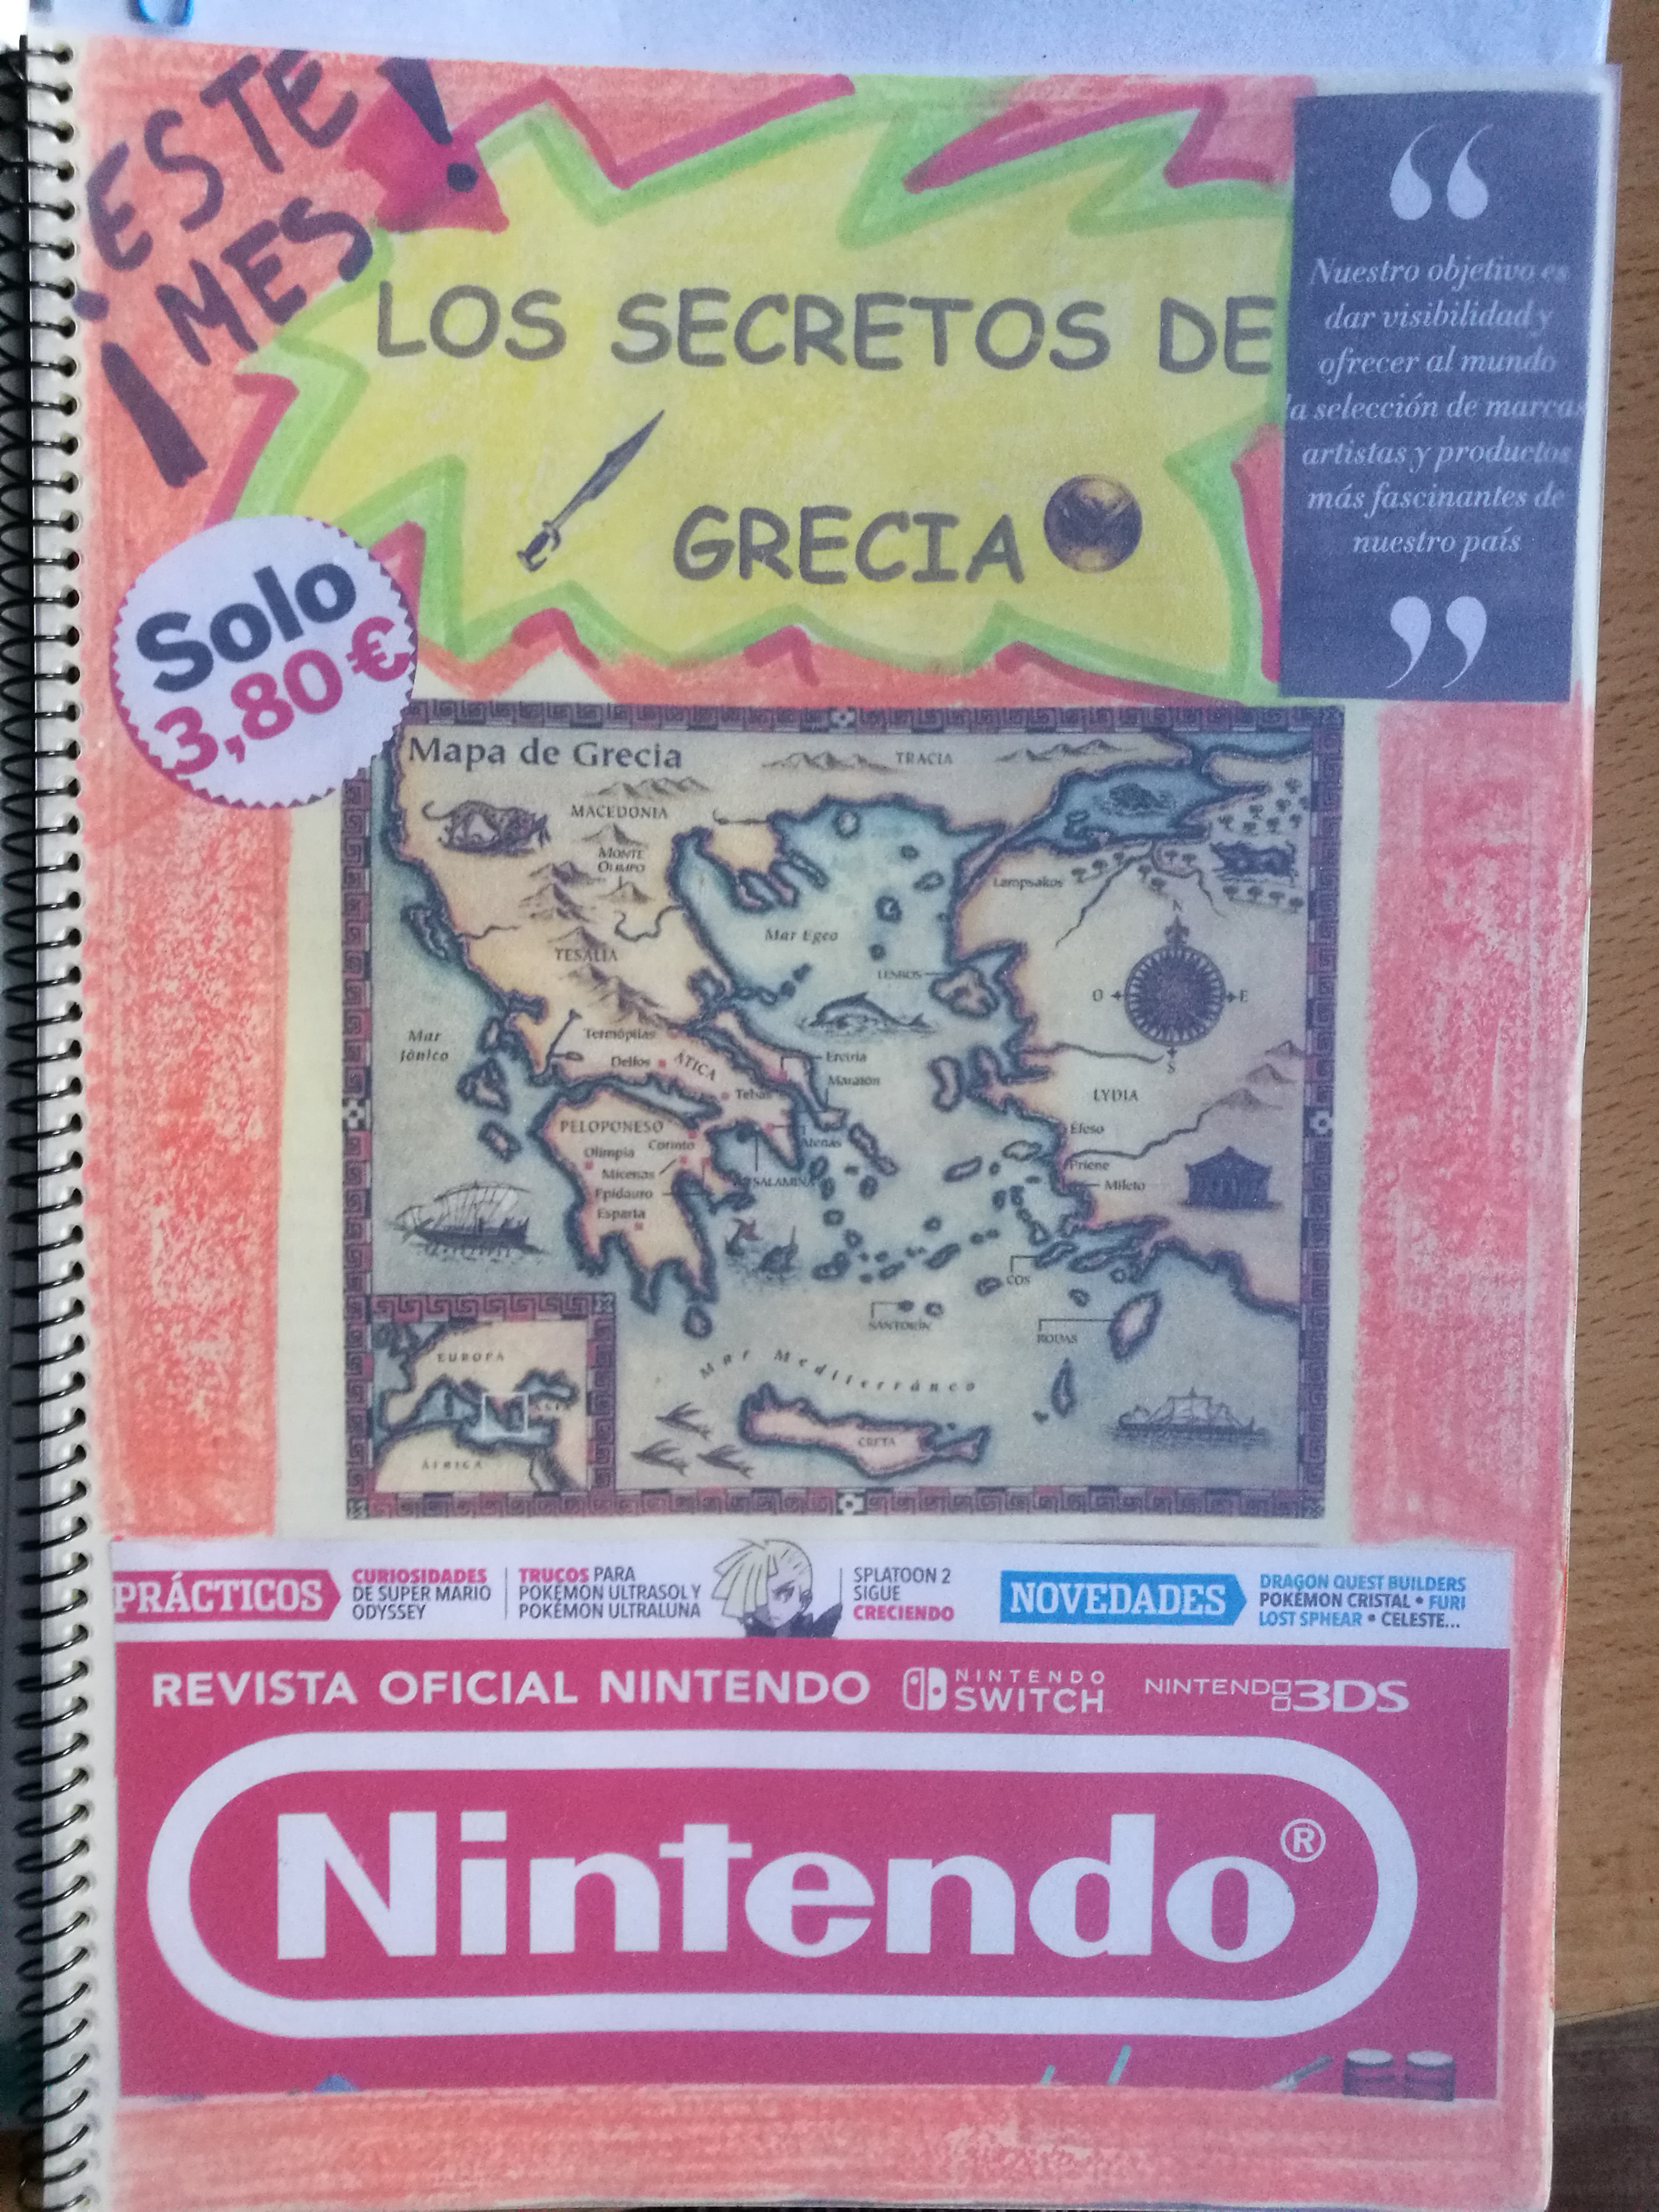 ¡ESTE
MES!
LOS SECRETOS DE
GRECIA
“
Nuestro objetivo es
dar visibilidad y
ofrecer al mundo
la selección de marcas
artistas y productos
más fascinantes de
nuestro país
”
Solo
3,80 €
Mapa de Grecia
TRACIA
MACEDONIA
MONTE
OLIMPO
Lampsakos
N
Mar Egeo
TESALIA
LESBOS
O
E
Mar
Jónico
Termópilas
Delfos
ÁTICA
Eretria
S
Maratón
Tebas
LYDIA
PELOPONESO
Corinto
Atenas
Éfeso
Olimpia
Micenas
SALAMINA
Priene
Mileto
Epidauro
Esparta
COS
SANTORÍN
RODAS
EUROPA
ASIA
Mar Mediterráneo
CRETA
ÁFRICA
PRÁCTICOS
CURIOSIDADES
DE SUPER MARIO
ODYSSEY
TRUCOS PARA
POKÉMON ULTRASOL Y
POKÉMON ULTRALUNA
SPLATOON 2
SIGUE
CRECIENDO
NOVEDADES
DRAGON QUEST BUILDERS
POKÉMON CRISTAL • FURI
LOST SPHEAR • CELESTE...
REVISTA OFICIAL NINTENDO
NINTENDO
SWITCH
NINTENDO 3DS
Nintendo®